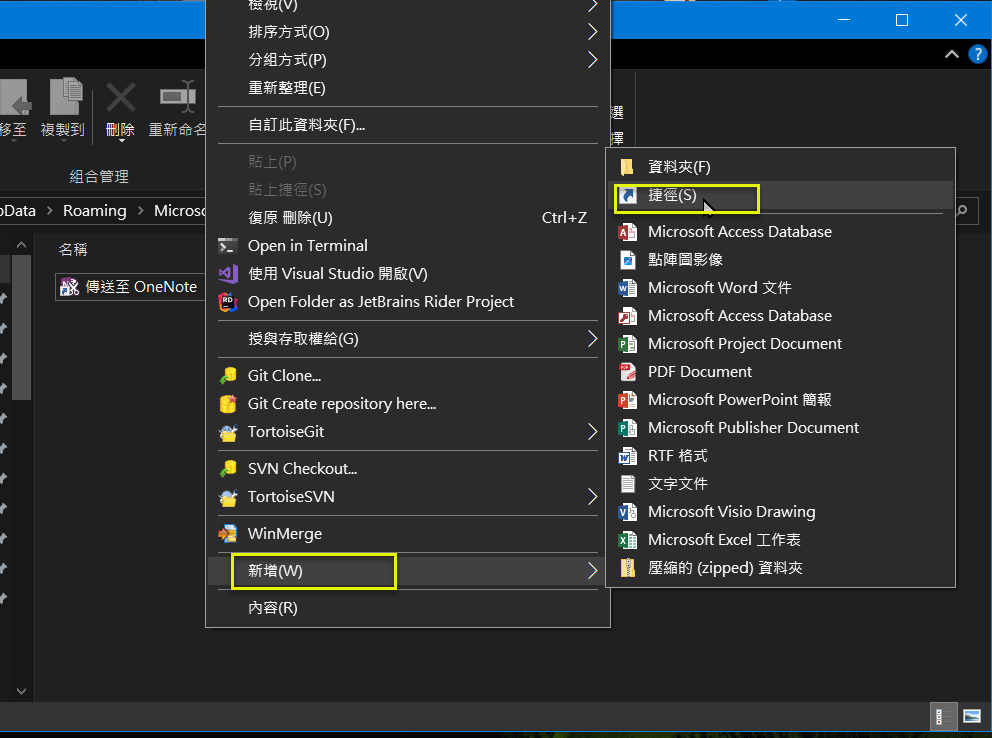 檢視(V)
排序方式(O)
分組方式(P)
重新整理(E)
自訂此資料夾(F)...
貼上(P)
貼上捷徑(S)
復原 刪除(U) Ctrl+Z
Open in Terminal
使用 Visual Studio 開啟(V)
Open Folder as JetBrains Rider Project
授與存取權給(G)
Git Clone...
Git Create repository here...
TortoiseGit
SVN Checkout...
TortoiseSVN
WinMerge
新增(W)
內容(R)
資料夾(F)
捷徑(S)
Microsoft Access Database
點陣圖影像
Microsoft Word 文件
Microsoft Access Database
Microsoft Project Document
PDF Document
Microsoft PowerPoint 簡報
Microsoft Publisher Document
RTF 格式
文字文件
Microsoft Visio Drawing
Microsoft Excel 工作表
壓縮的 (zipped) 資料夾
移至 複製到 刪除 重新命名
組合管理
選
擇
pData > Roaming > Microsc
名稱
傳送至 OneNote